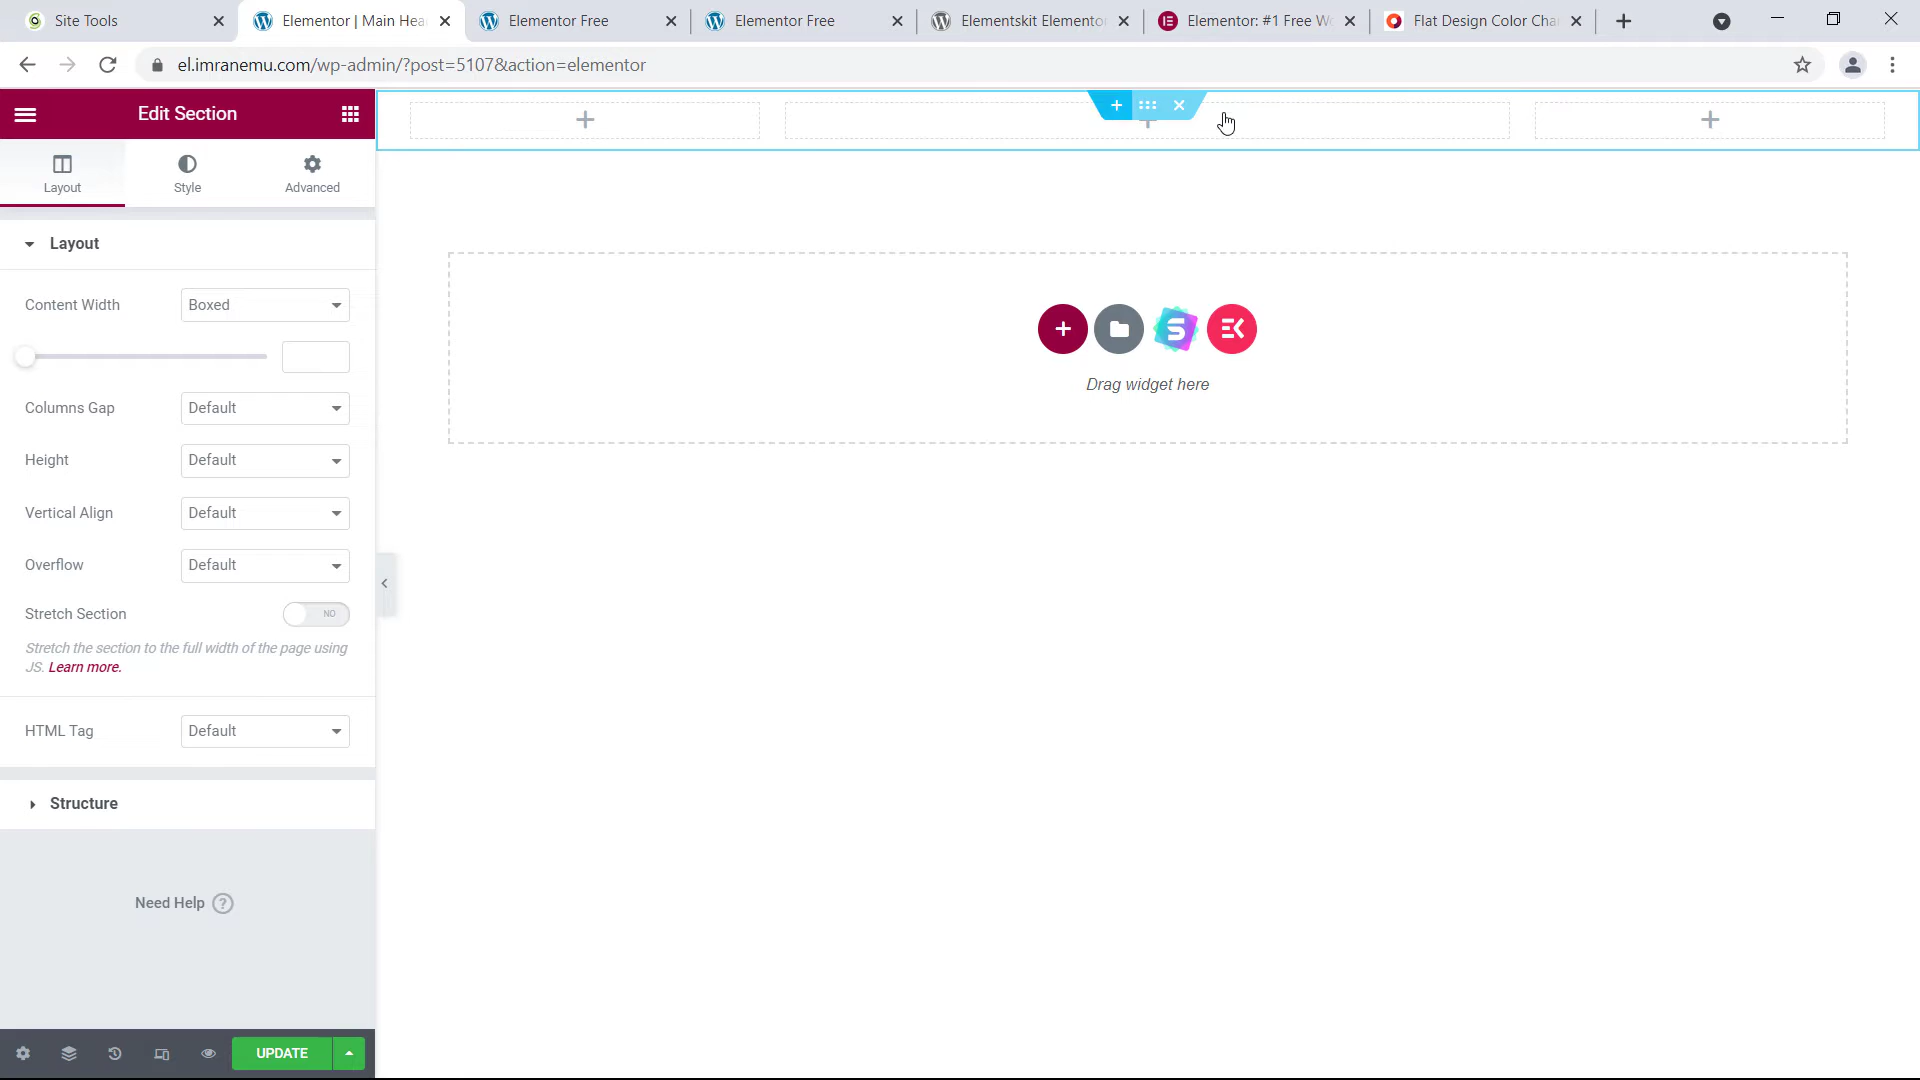 Site Tools
Elementor | Main Hea
Elementor Free
Elementor Free
Elementskit Elemento
Elementor: #1 Free Wo
Flat Design Color Cha
el.imranemu.com/wp-admin/?post=5107&action=elementor
Edit Section
Layout
Style
Advanced
Layout
Content Width
Boxed
Columns Gap
Default
Height
Default
Vertical Align
Default
Overflow
Default
Stretch Section
NO
Stretch the section to the full width of the page using
JS. Learn more.
HTML Tag
Default
Structure
Need Help ?
UPDATE
Drag widget here